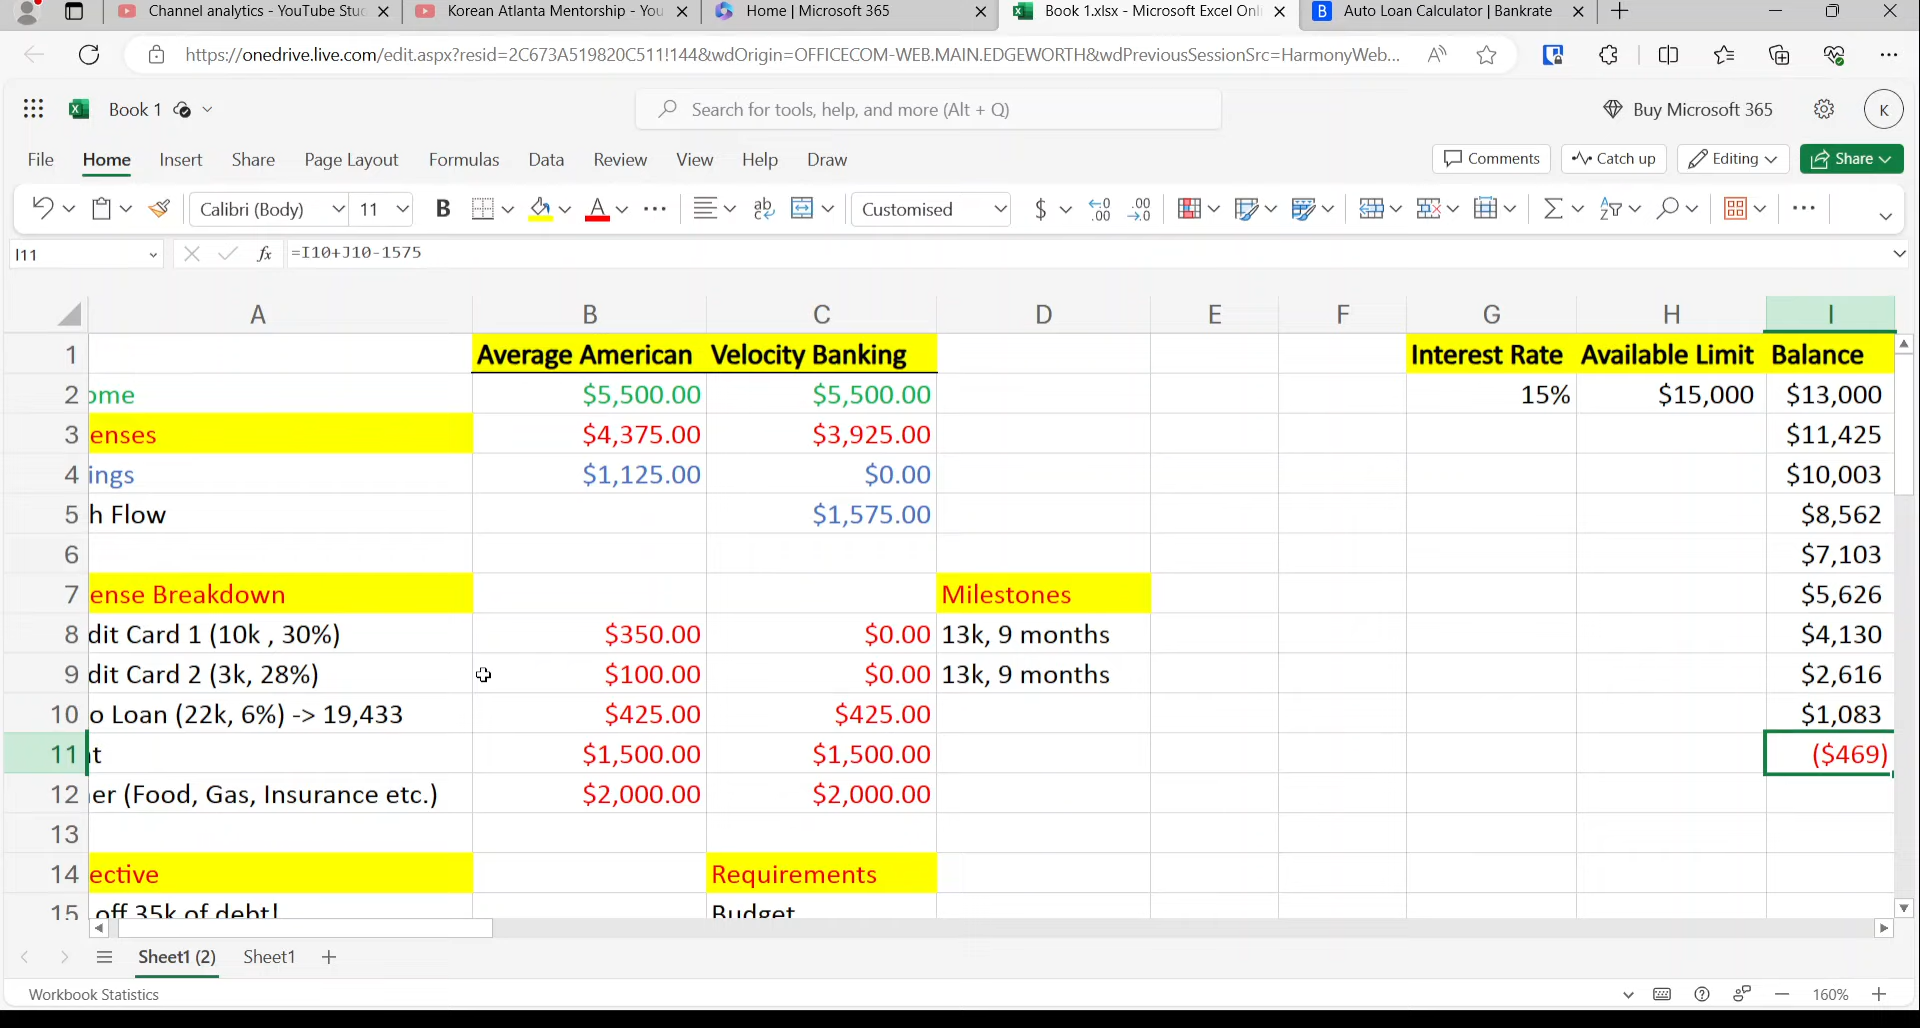 Channel analytics - YouTube Stu
Korean Atlanta Mentorship - You
Home | Microsoft 365
Book 1.xlsx - Microsoft Excel Onli
Auto Loan Calculator | Bankrate
https://onedrive.live.com/edit.aspx?resid=2C673A519820C511!144&wdOrigin=OFFICECOM-WEB.MAIN.EDGEWORTH&wdPreviousSessionSrc=HarmonyWeb...
Book 1
Search for tools, help, and more (Alt + Q)
Buy Microsoft 365
K
File Home Insert Share Page Layout Formulas Data Review View Help Draw
Comments Catch up Editing Share
Calibri (Body) 11 B A ab Customised $ .00
I11 fx =I10+J10-1575
A B C D E F G H I
1 Average American Velocity Banking Interest Rate Available Limit Balance
2 ome $5,500.00 $5,500.00 15% $15,000 $13,000
3 enses $4,375.00 $3,925.00 $11,425
4 ings $1,125.00 $0.00 $10,003
5 h Flow $1,575.00 $8,562
6 $7,103
7 ense Breakdown Milestones $5,626
8 dit Card 1 (10k , 30%) $350.00 $0.00 13k, 9 months $4,130
9 dit Card 2 (3k, 28%) $100.00 $0.00 13k, 9 months $2,616
10 o Loan (22k, 6%) -> 19,433 $425.00 $425.00 $1,083
11 t $1,500.00 $1,500.00 ($469)
12 er (Food, Gas, Insurance etc.) $2,000.00 $2,000.00
13
14 ective Requirements
15 off 35k of debt! Budget
Sheet1 (2) Sheet1
Workbook Statistics
160%